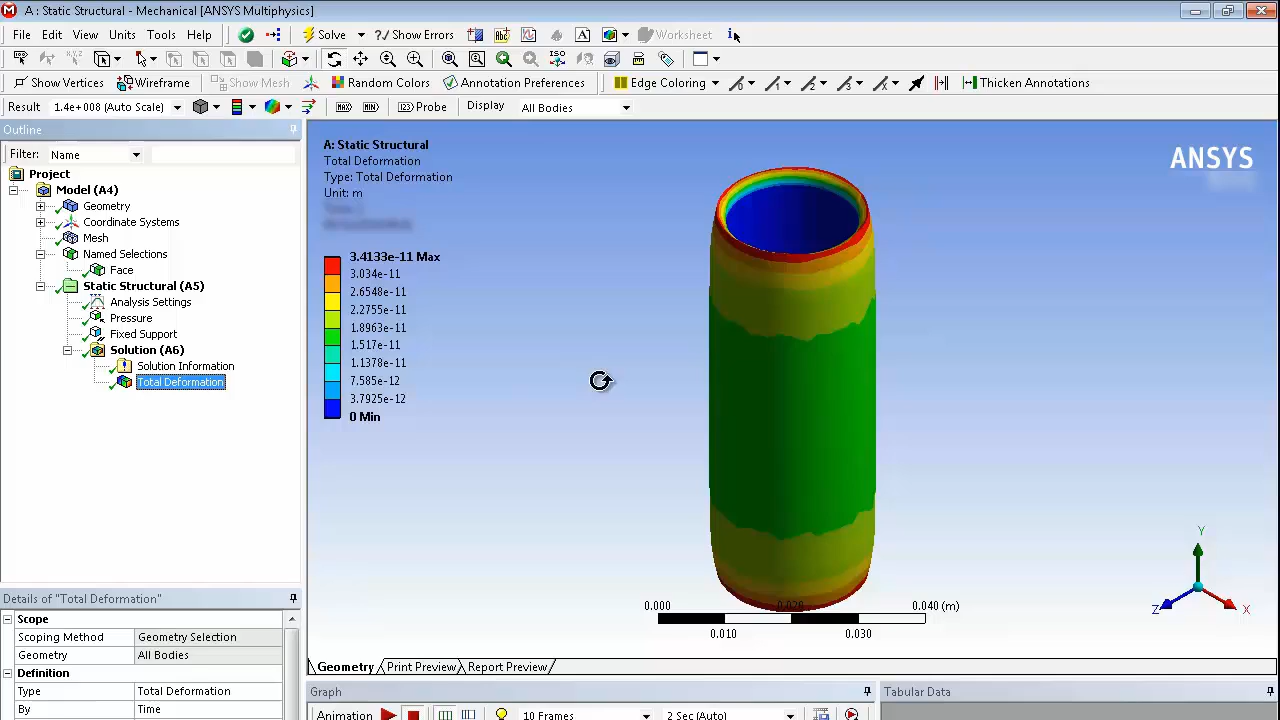 A : Static Structural - Mechanical [ANSYS Multiphysics]
File Edit View Units Tools Help Solve ?/ Show Errors Worksheet
Show Vertices Wireframe Show Mesh Random Colors Annotation Preferences Edge Coloring Thicken Annotations
Result 1.4e+008 (Auto Scale) MAX MIN Probe Display All Bodies
Outline
Filter: Name
Project
Model (A4)
Geometry
Coordinate Systems
Mesh
Named Selections
Face
Static Structural (A5)
Analysis Settings
Pressure
Fixed Support
Solution (A6)
Solution Information
Total Deformation
Details of "Total Deformation"
Scope
Scoping Method Geometry Selection
Geometry All Bodies
Definition
Type Total Deformation
By Time
A: Static Structural
Total Deformation
Type: Total Deformation
Unit: m
3.4133e-11 Max
3.034e-11
2.6548e-11
2.2755e-11
1.8963e-11
1.517e-11
1.1378e-11
7.585e-12
3.7925e-12
0 Min
ANSYS
Y
Z X
0.000 0.020 0.040 (m)
0.010 0.030
Geometry Print Preview Report Preview
Graph
Animation 10 Frames 2 Sec (Auto)
Tabular Data